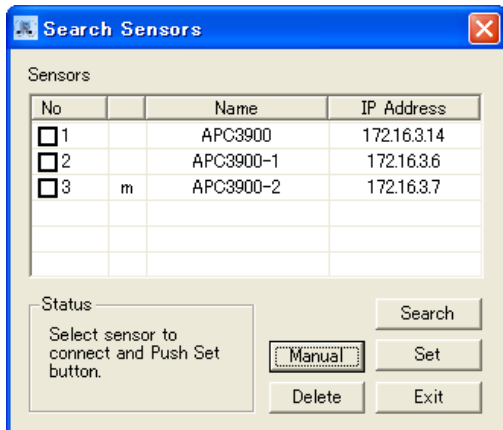 Search Sensors
Sensors
No Name IP Address
1 APC3900 172.16.3.14
2 APC3900-1 172.16.3.6
3 m APC3900-2 172.16.3.7
Status
Select sensor to
connect and Push Set
button.
Search
Manual Set
Delete Exit